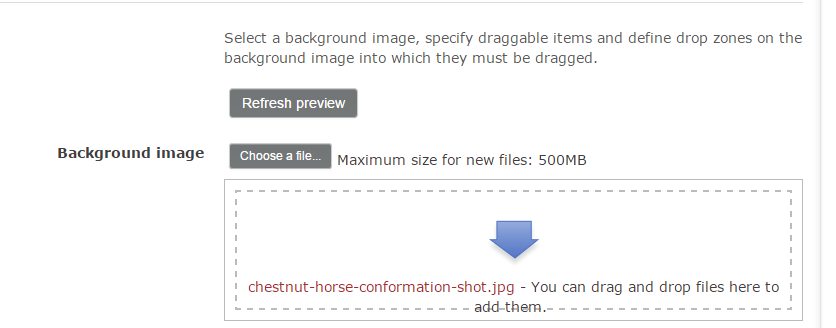 Select a background image, specify draggable items and define drop zones on the
background image into which they must be dragged.
Refresh preview
Background image
Choose a file...
Maximum size for new files: 500MB
chestnut-horse-conformation-shot.jpg - You can drag and drop files here to
add them.